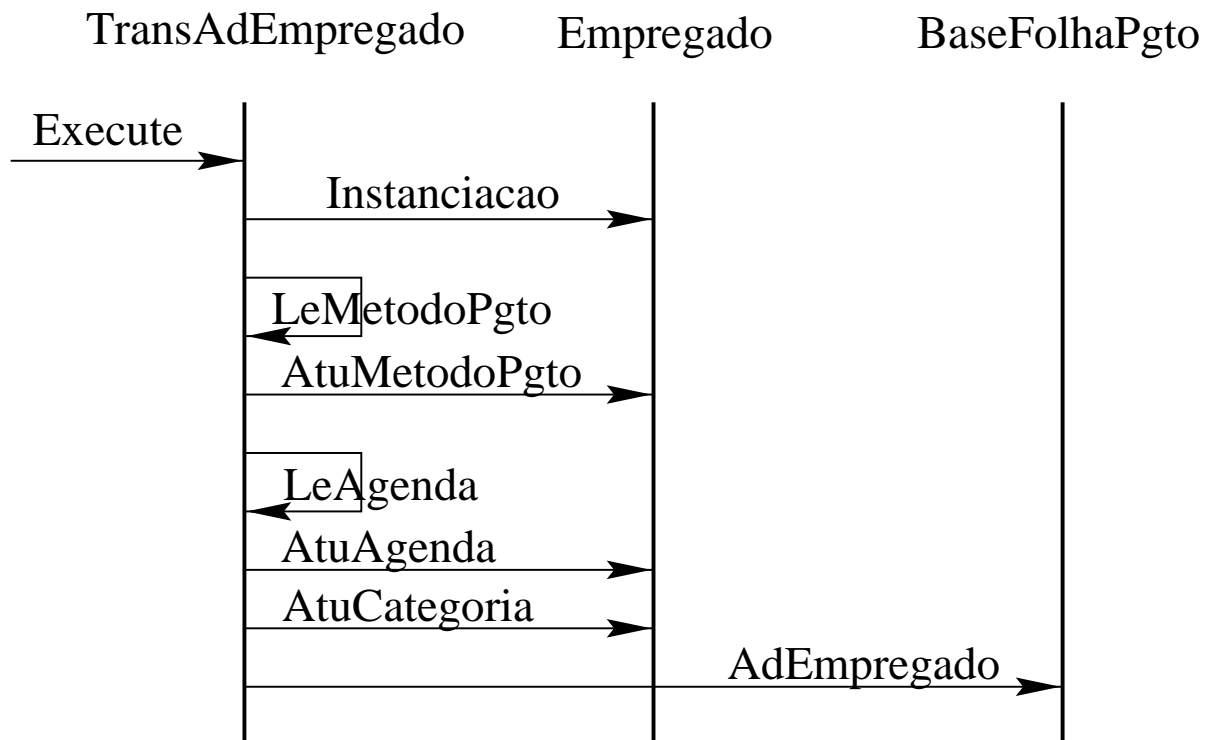 TransAdEmpregado Empregado BaseFolhaPgto
Execute
Instanciacao
LeMetodoPgto
AtuMetodoPgto
LeAgenda
AtuAgenda
AtuCategoria
AdEmpregado